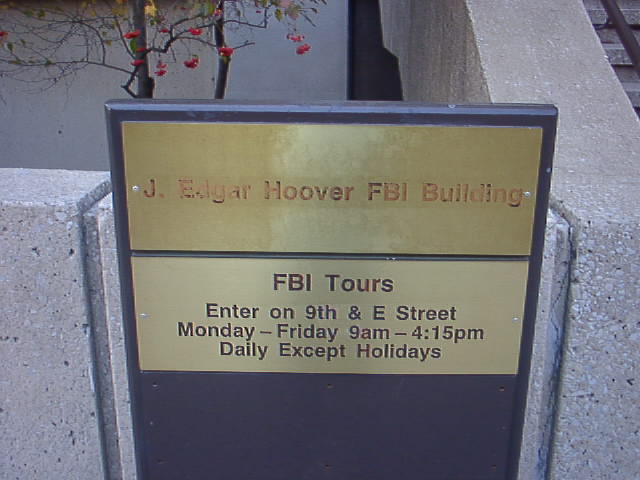 J. Edgar Hoover FBI Building
FBI Tours
Enter on 9th & E Street
Monday – Friday 9am – 4:15pm
Daily Except Holidays